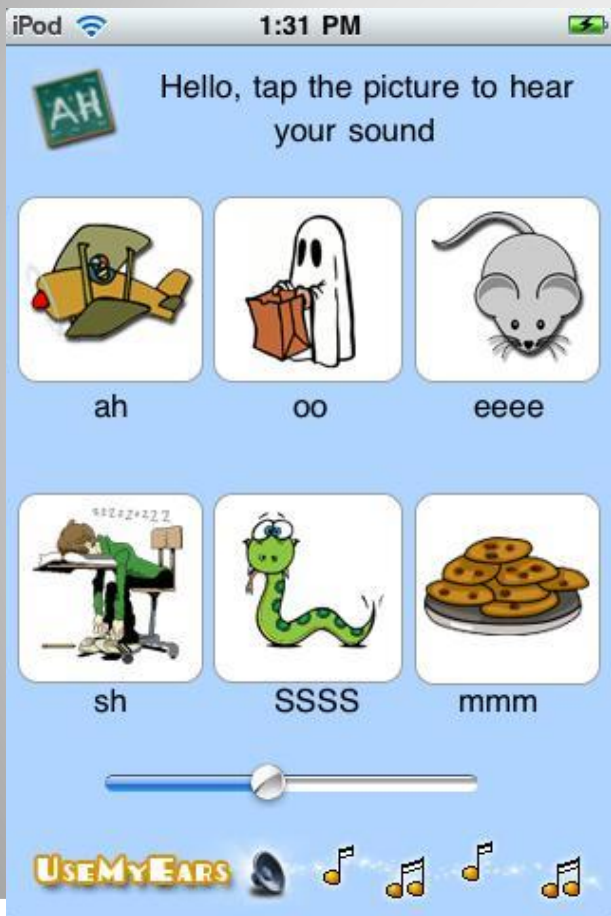 iPod 1:31 PM
AH
Hello, tap the picture to hear
your sound
ah oo eeee
sh SSSS mmm
USEMYEARS